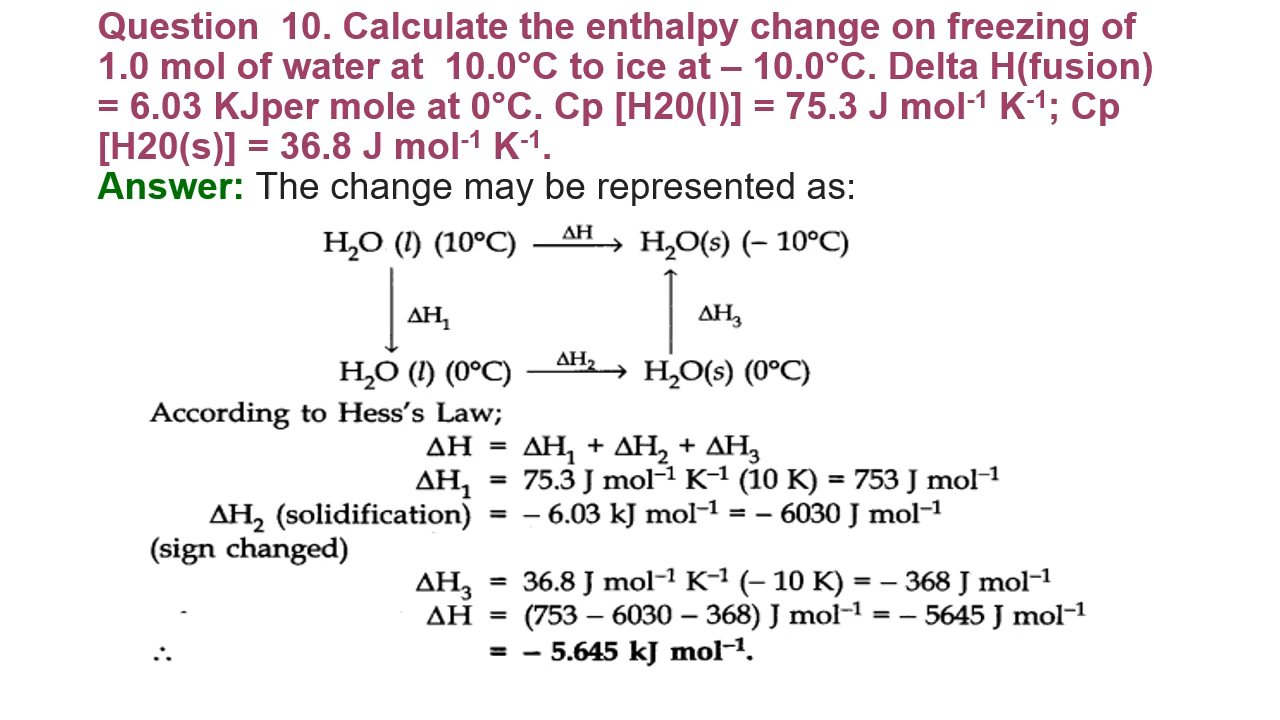 Question 10. Calculate the enthalpy change on freezing of
1.0 mol of water at 10.0°C to ice at – 10.0°C. Delta H(fusion)
= 6.03 KJper mole at 0°C. Cp [H20(l)] = 75.3 J mol⁻¹ K⁻¹; Cp
[H20(s)] = 36.8 J mol⁻¹ K⁻¹.
Answer: The change may be represented as:
H₂O (l) (10°C) ΔH → H₂O(s) (– 10°C)
↓ ΔH₁ ↑ ΔH₃
H₂O (l) (0°C) ΔH₂ → H₂O(s) (0°C)
According to Hess's Law;
ΔH = ΔH₁ + ΔH₂ + ΔH₃
ΔH₁ = 75.3 J mol⁻¹ K⁻¹ (10 K) = 753 J mol⁻¹
ΔH₂ (solidification) = – 6.03 kJ mol⁻¹ = – 6030 J mol⁻¹
(sign changed)
ΔH₃ = 36.8 J mol⁻¹ K⁻¹ (– 10 K) = – 368 J mol⁻¹
ΔH = (753 – 6030 – 368) J mol⁻¹ = – 5645 J mol⁻¹
∴ = – 5.645 kJ mol⁻¹.